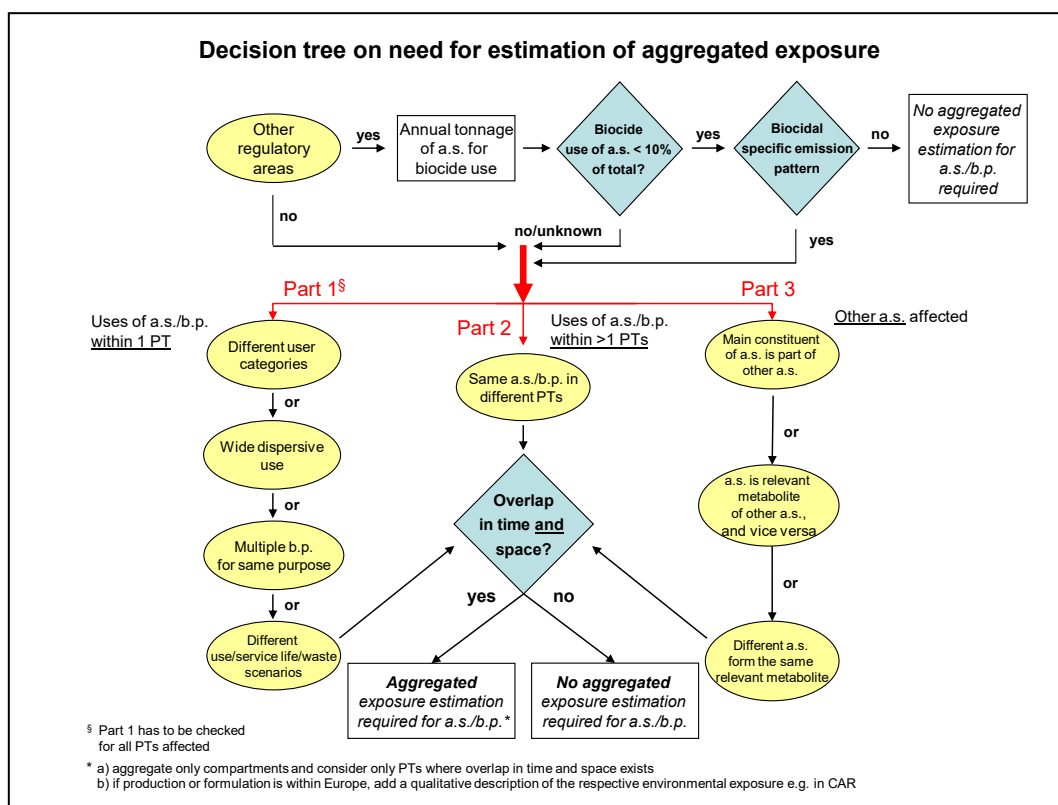 Decision tree on need for estimation of aggregated exposure
Other
regulatory
areas
yes
Annual tonnage
of a.s. for
biocide use
Biocide
use of a.s. < 10%
of total?
yes
Biocidal
specific emission
pattern
no
No aggregated
exposure
estimation for
a.s./b.p.
required
no
no/unknown
yes
Part 1§
Part 2
Part 3
Uses of a.s./b.p.
within 1 PT
Different user
categories
or
Wide dispersive
use
or
Multiple b.p.
for same purpose
or
Different
use/service life/waste
scenarios
Uses of a.s./b.p.
within >1 PTs
Same a.s./b.p. in
different PTs
Overlap
in time and
space?
yes
no
Aggregated
exposure estimation
required for a.s./b.p.*
No aggregated
exposure estimation
required for a.s./b.p.
Other a.s. affected
Main constituent
of a.s. is part of
other a.s.
or
a.s. is relevant
metabolite
of other a.s.,
and vice versa
or
Different a.s.
form the same
relevant metabolite
§ Part 1 has to be checked
for all PTs affected
* a) aggregate only compartments and consider only PTs where overlap in time and space exists
b) if production or formulation is within Europe, add a qualitative description of the respective environmental exposure e.g. in CAR